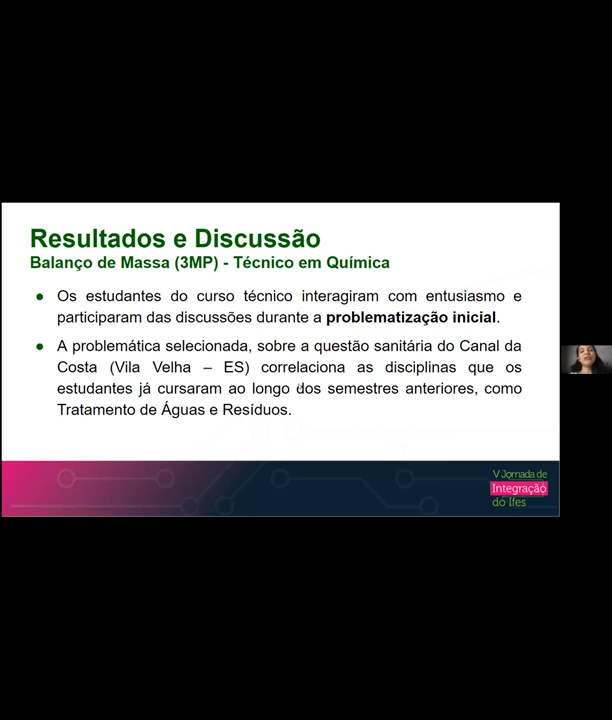 Resultados e Discussão
Balanço de Massa (3MP) - Técnico em Química
● Os estudantes do curso técnico interagiram com entusiasmo e
participaram das discussões durante a problematização inicial.
● A problemática selecionada, sobre a questão sanitária do Canal da
Costa (Vila Velha – ES) correlaciona as disciplinas que os
estudantes já cursaram ao longo dos semestres anteriores, como
Tratamento de Águas e Resíduos.
V Jornada de
Integração
do Ifes